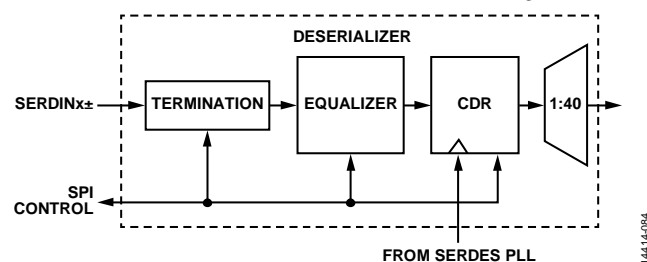 DESERIALIZER
SERDINx±
TERMINATION
EQUALIZER
CDR
1:40
SPI
CONTROL
FROM SERDES PLL
14414-084